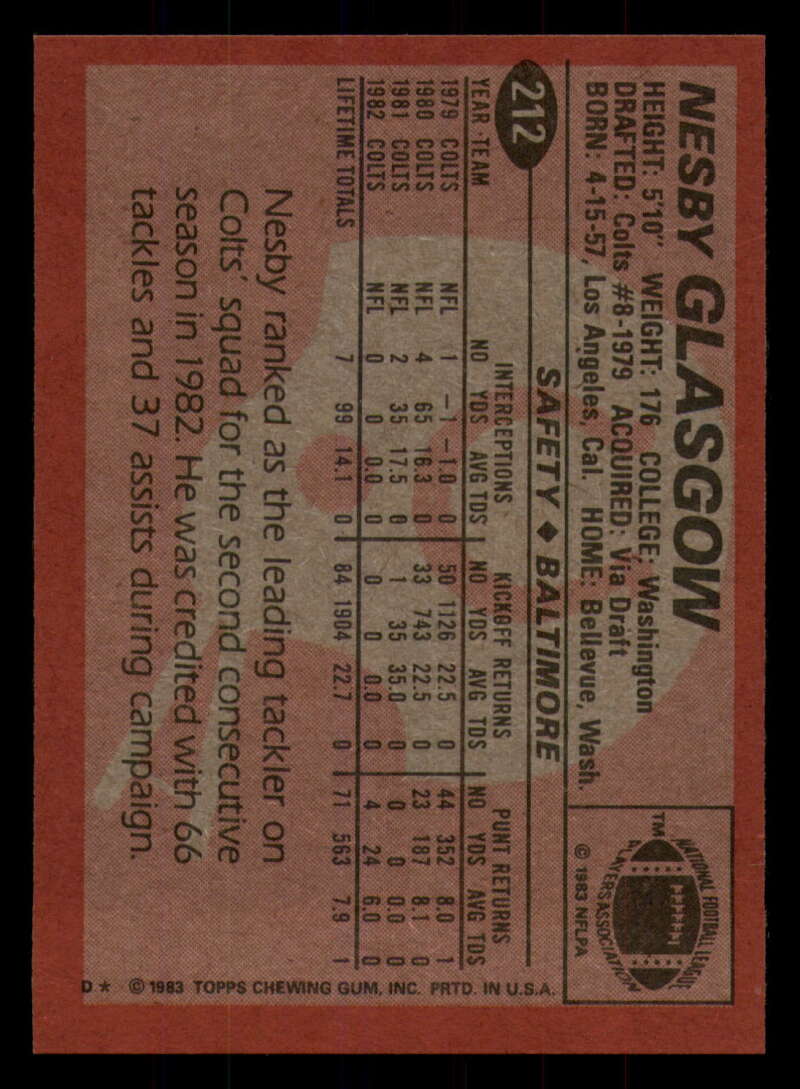 NESBY GLASGOW
HEIGHT: 5'10" WEIGHT: 176 COLLEGE: Washington
DRAFTED: Colts #8-1979 ACQUIRED: Via Draft
BORN: 4-15-57, Los Angeles, Cal. HOME: Bellevue, Wash.
NATIONAL FOOTBALL LEAGUE
PLAYERS ASSOCIATION
TM
© 1983 NFLPA
212
SAFETY ◆ BALTIMORE
INTERCEPTIONS KICKOFF RETURNS PUNT RETURNS
YEAR TEAM NO YDS AVG TDS NO YDS AVG TDS NO YDS AVG TDS
1979 COLTS NFL 1 -1 -1.0 0 50 1126 22.5 0 44 352 8.0 1
1980 COLTS NFL 4 65 16.3 0 33 743 22.5 0 23 187 8.1 0
1981 COLTS NFL 2 35 17.5 0 1 35 35.0 0 0 0 0.0 0
1982 COLTS NFL 0 0 0.0 0 0 0 0.0 0 4 24 6.0 0
LIFETIME TOTALS 7 99 14.1 0 84 1904 22.7 0 71 563 7.9 1
Nesby ranked as the leading tackler on
Colts' squad for the second consecutive
season in 1982. He was credited with 66
tackles and 37 assists during campaign.
D * © 1983 TOPPS CHEWING GUM, INC. PRTD. IN U.S.A.